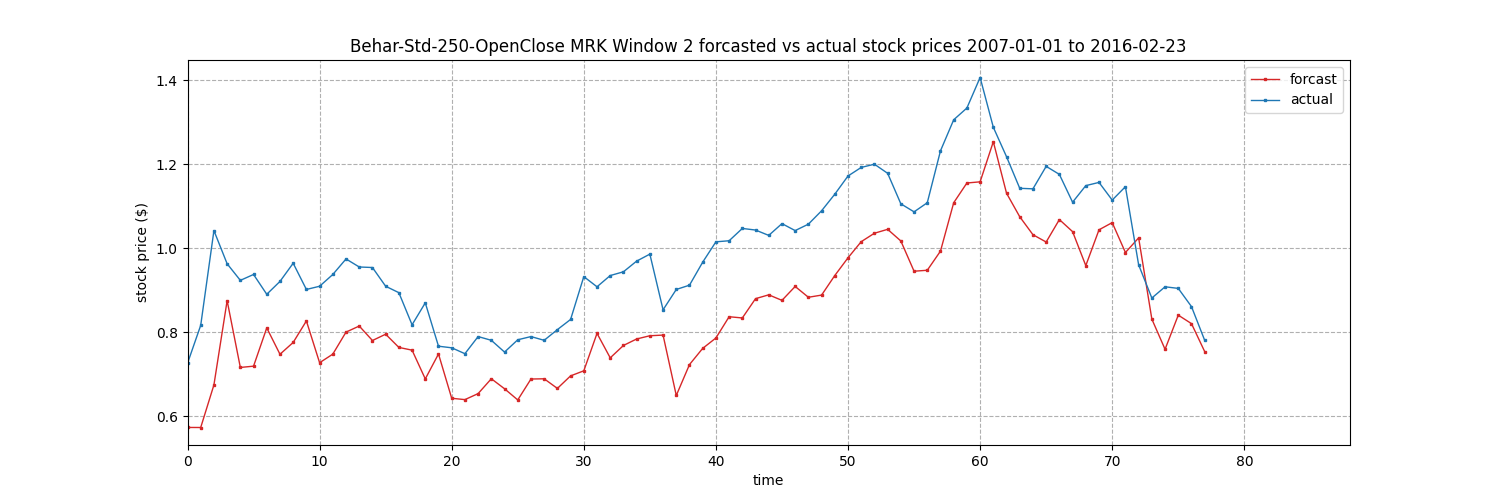 Behar-Std-250-OpenClose MRK Window 2 forcasted vs actual stock prices 2007-01-01 to 2016-02-23
forcast
actual
stock price ($)
1.4
1.2
1.0
0.8
0.6
0 10 20 30 40 50 60 70 80
time